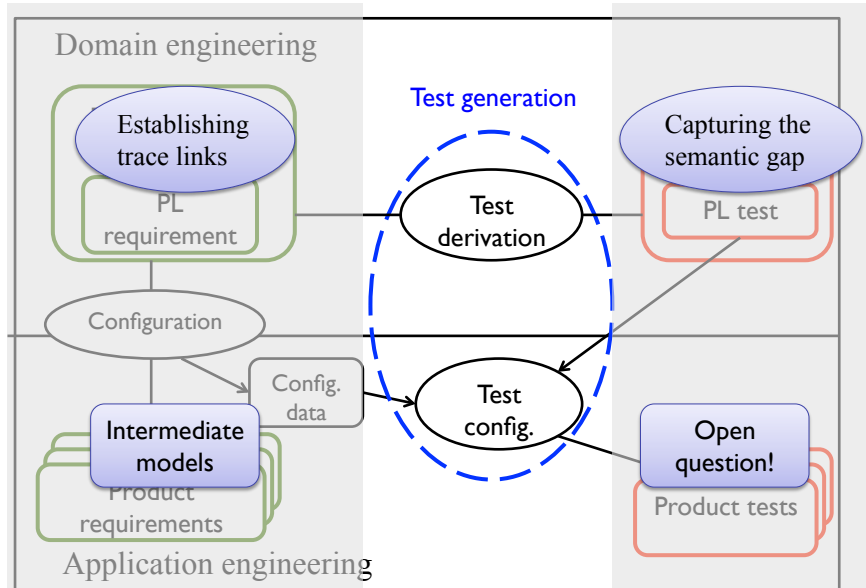 Domain engineering
Test generation
Establishing
trace links
Capturing the
semantic gap
PL
requirement
Test
derivation
PL test
Configuration
Config.
data
Test
config.
Intermediate
models
Open
question!
Product
requirements
Product tests
Application engineering